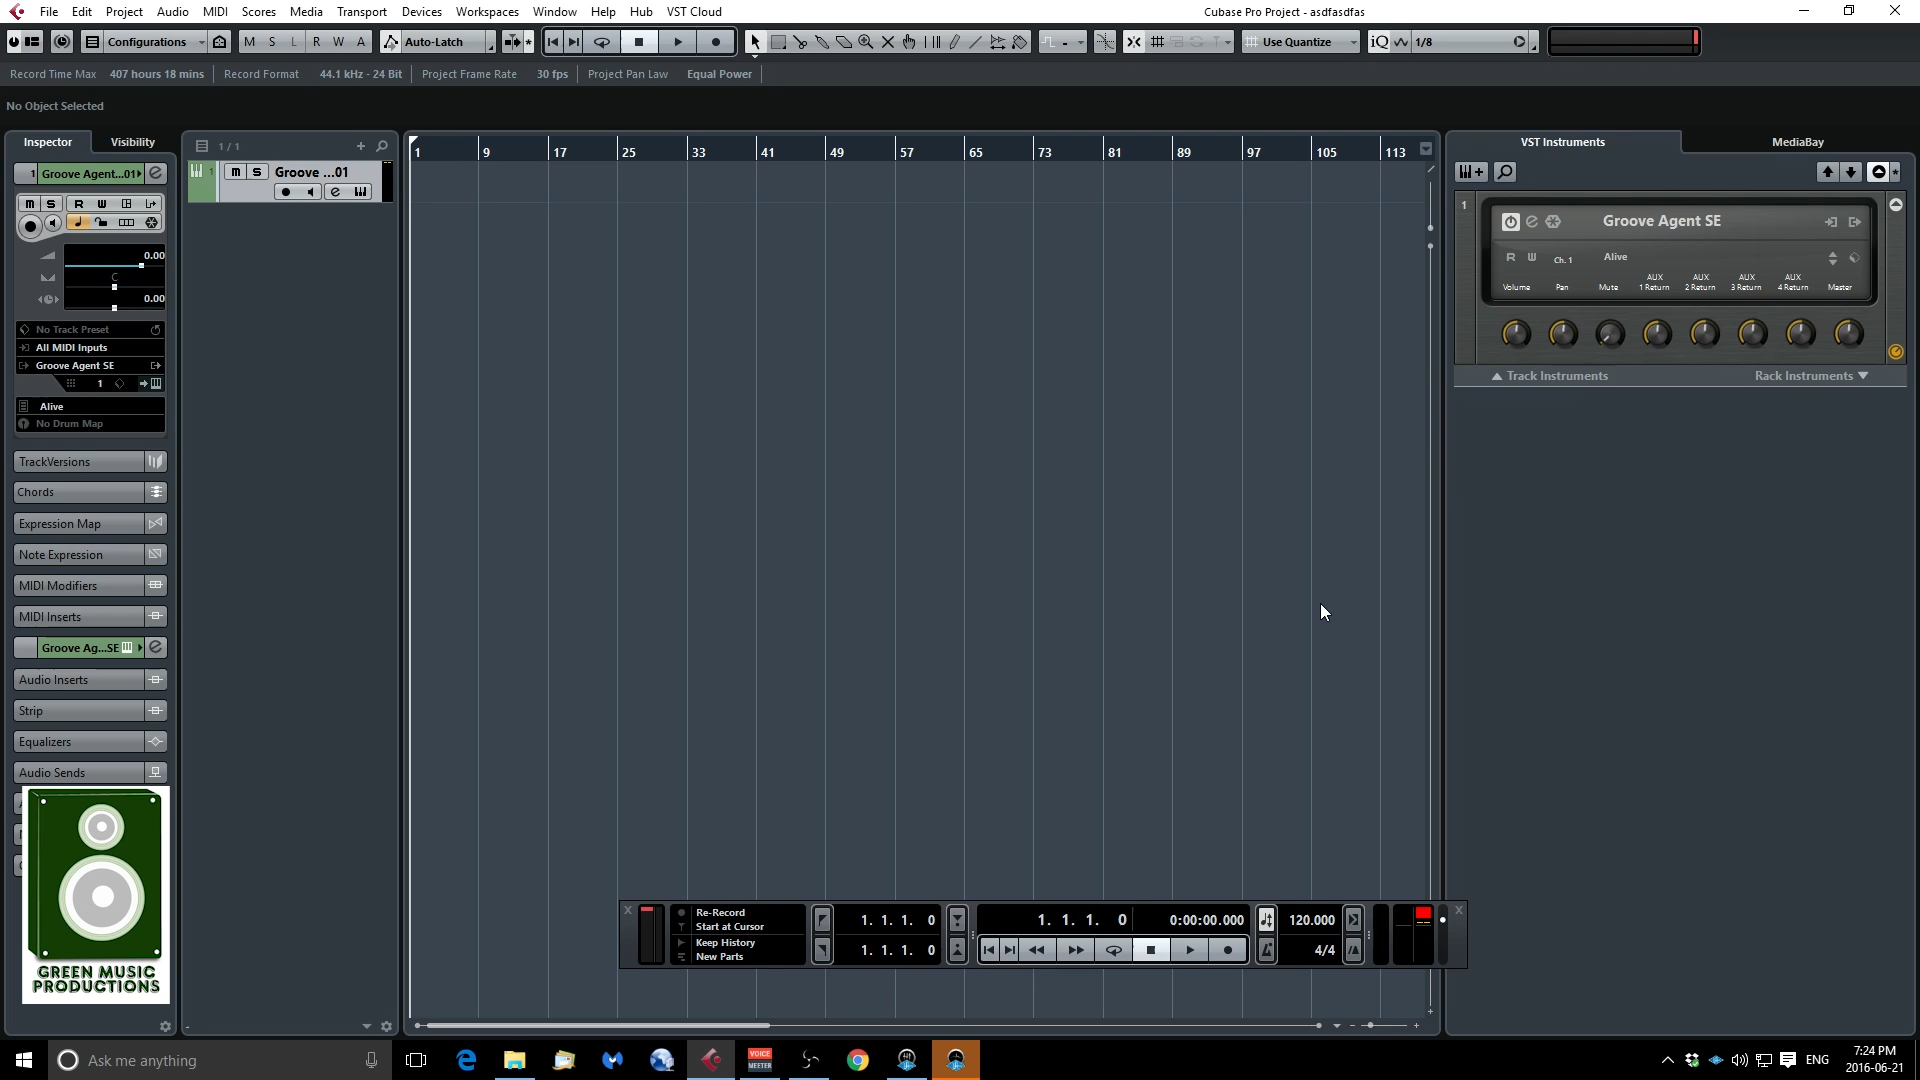 File Edit Project Audio MIDI Scores Media Transport Devices Workspaces Window Help Hub VST Cloud
Cubase Pro Project - asdfasdfas
Configurations M S L R W A Auto-Latch Use Quantize iQ 1/8
Record Time Max 407 hours 18 mins Record Format 44.1 kHz - 24 Bit Project Frame Rate 30 fps Project Pan Law Equal Power
No Object Selected
Inspector Visibility
1 Groove Agent...01
m S R W
0.00
C
0.00
No Track Preset
All MIDI Inputs
Groove Agent SE
1
Alive
No Drum Map
TrackVersions
Chords
Expression Map
Note Expression
MIDI Modifiers
MIDI Inserts
Groove Ag...SE
Audio Inserts
Strip
Equalizers
Audio Sends
GREEN MUSIC
PRODUCTIONS
1 / 1
1 m S Groove ...01
1 9 17 25 33 41 49 57 65 73 81 89 97 105 113
VST Instruments MediaBay
1
Groove Agent SE
R W Ch. 1 Alive
Volume Pan Mute AUX 1 Return AUX 2 Return AUX 3 Return AUX 4 Return Master
Track Instruments Rack Instruments
Re-Record
Start at Cursor
Keep History
New Parts
1. 1. 1. 0
1. 1. 1. 0
1. 1. 1. 0 0:00:00.000
120.000
4/4
Ask me anything
VOICE
MEETER
ENG
7:24 PM
2016-06-21